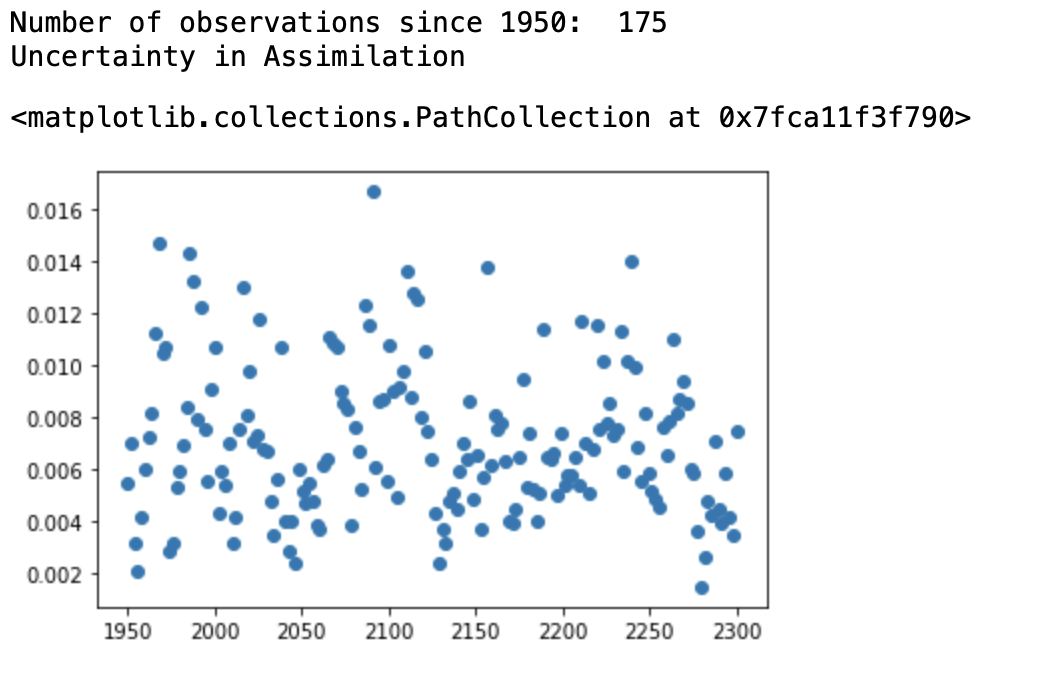 Number of observations since 1950:  175
Uncertainty in Assimilation
<matplotlib.collections.PathCollection at 0x7fca11f3f790>
0.016
0.014
0.012
0.010
0.008
0.006
0.004
0.002
1950 2000 2050 2100 2150 2200 2250 2300